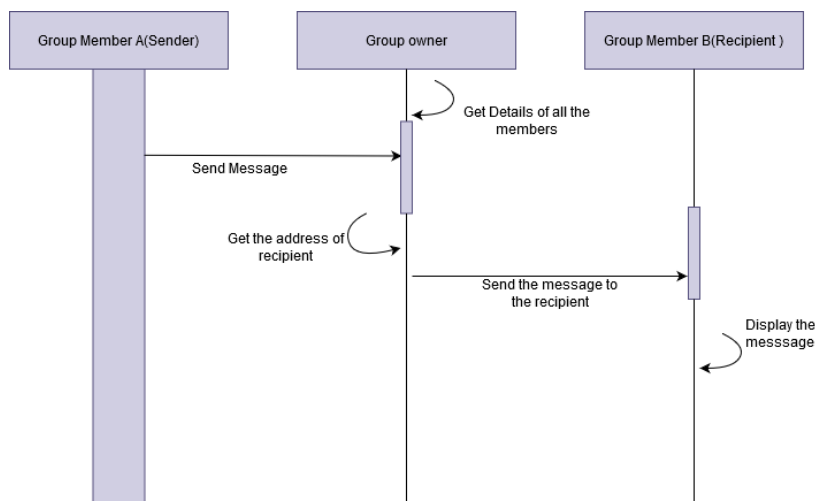 Group Member A(Sender)
Group owner
Group Member B(Recipient )
Get Details of all the
members
Send Message
Get the address of
recipient
Send the message to
the recipient
Display the
messsage